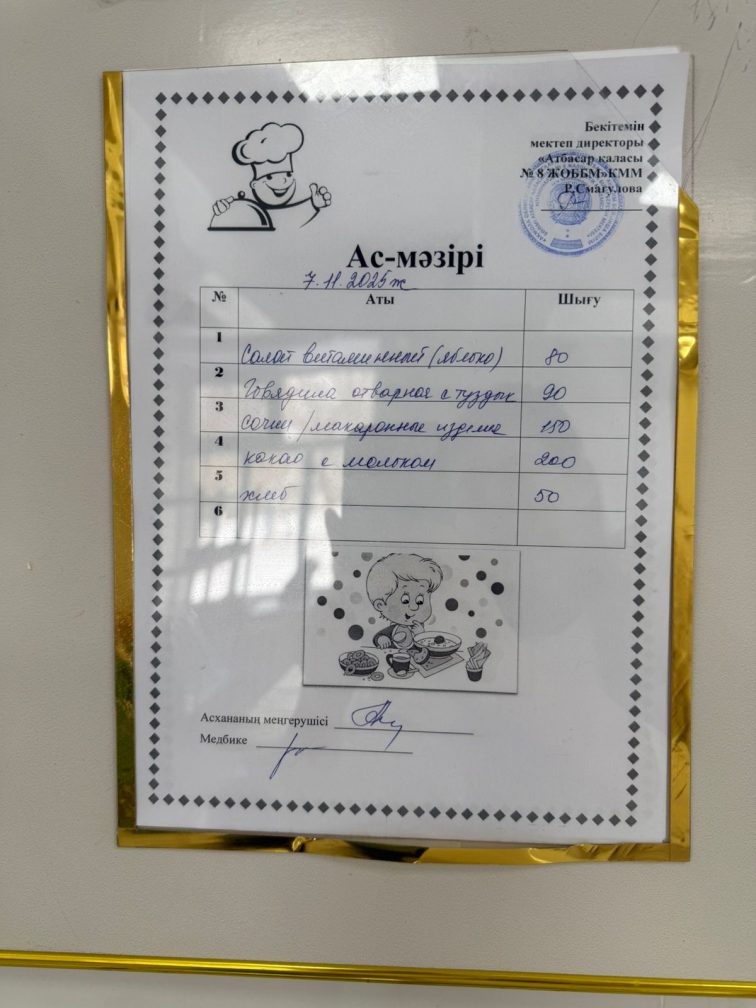 Бекітемін
мектеп директоры
«Атбасар қаласы
№ 8 ЖОББМ»КММ
Р.Смагулова
Ас-мәзірі
7.11.2025ж
№ Аты Шығу
1 Салат витаминный (яблоко) 80
2 Говядина отварная с туздык 90
3 сочни /макаронные изделия 150
4 какао с молоком 200
5 хлеб 50
6
Асхананың меңгерушісі
Медбике